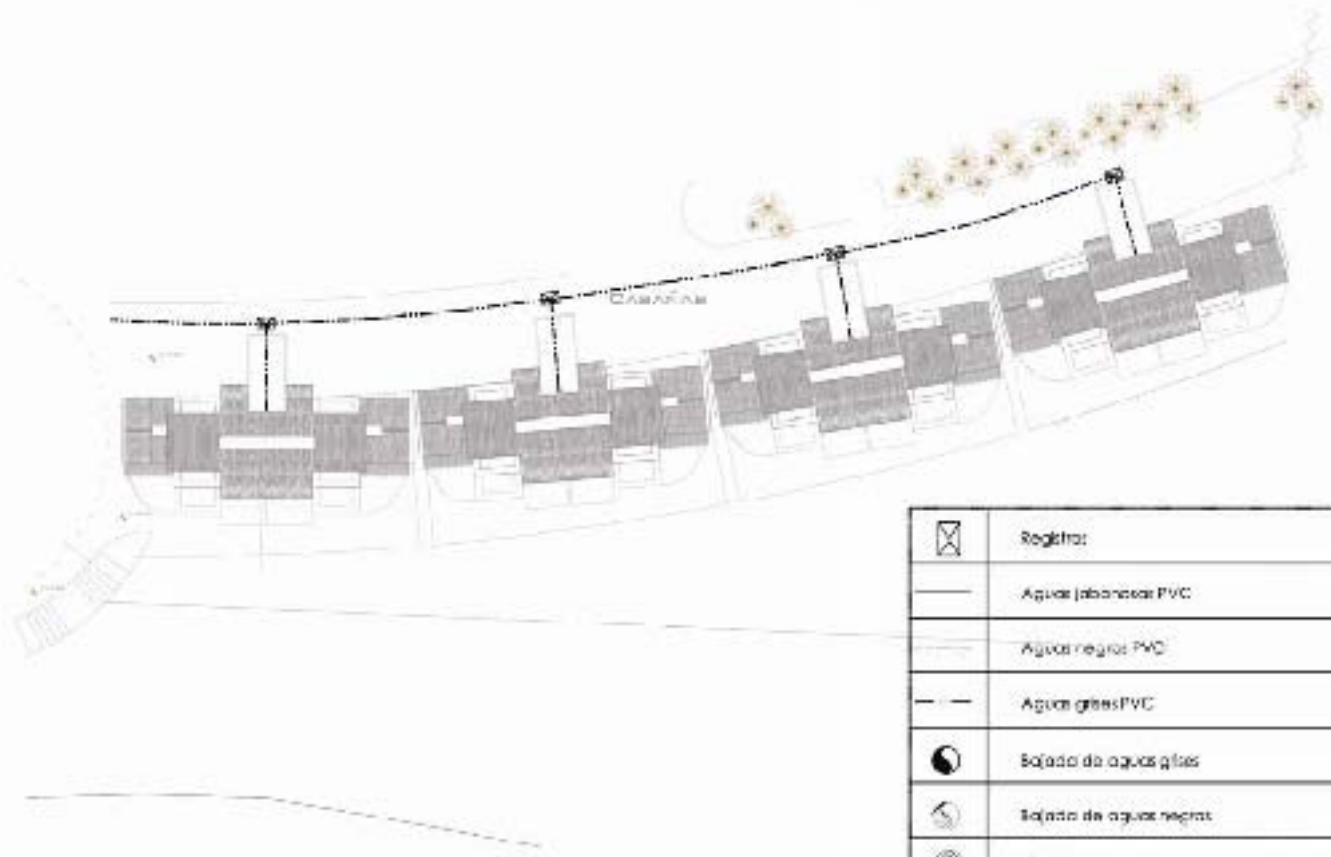 CABAÑAS
Registros
Aguas jabonosas PVC
Aguas negras PVC
Aguas grises PVC
Bajada de aguas grises
Bajada de aguas negras